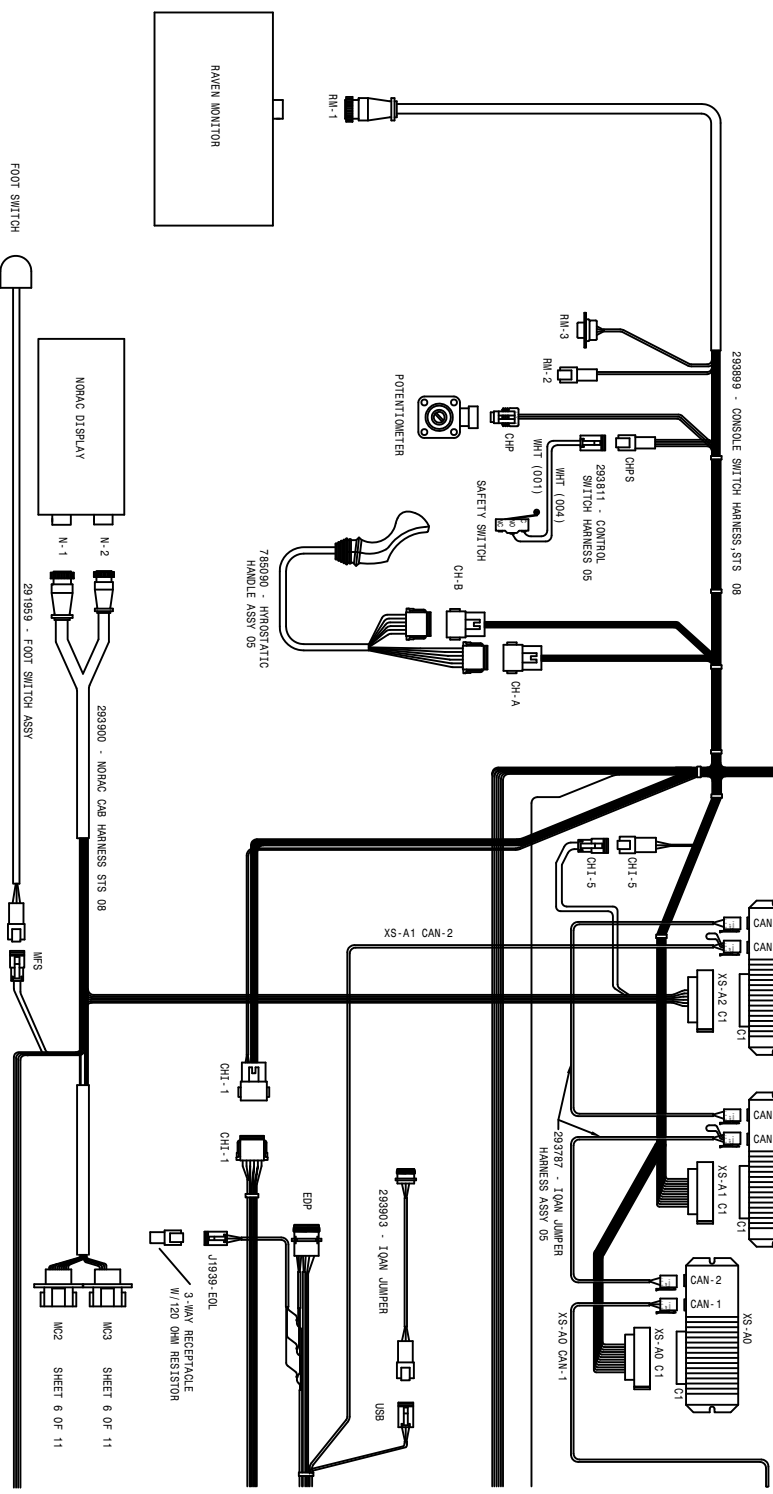 RAVEN MONITOR
RM-1
FOOT SWITCH
293899 - CONSOLE SWITCH HARNESS,STS 08
RM-3
RM-2
POTENTIOMETER
CHP
CHPS
293811 - CONTROL
SWITCH HARNESS 05
WHT (004)
WHT (001)
NC
NO
C
SAFETY SWITCH
NORAC DISPLAY
N-1
N-2
785090 - HYROSTATIC
HANDLE ASSY 05
CH-B
CH-A
291959 - FOOT SWITCH ASSY
293900 - NORAC CAB HARNESS STS 08
MFS
CHI-5
CHI-5
XS-A1 CAN-2
CAN
CAN
XS-A2 C1
C1
CAN
CAN
XS-A1 C1
C1
293787 - IQAN JUMPER
HARNESS ASSY 05
CHI-1
CHI-1
EDP
293903 - IQAN JUMPER
J1939-EOL
3-WAY RECEPTACLE
W/120 OHM RESISTOR
USB
CAN-2
CAN-1
XS-A0
XS-A0 C1
C1
XS-A0 CAN-1
MC3 SHEET 6 OF 11
MC2 SHEET 6 OF 11